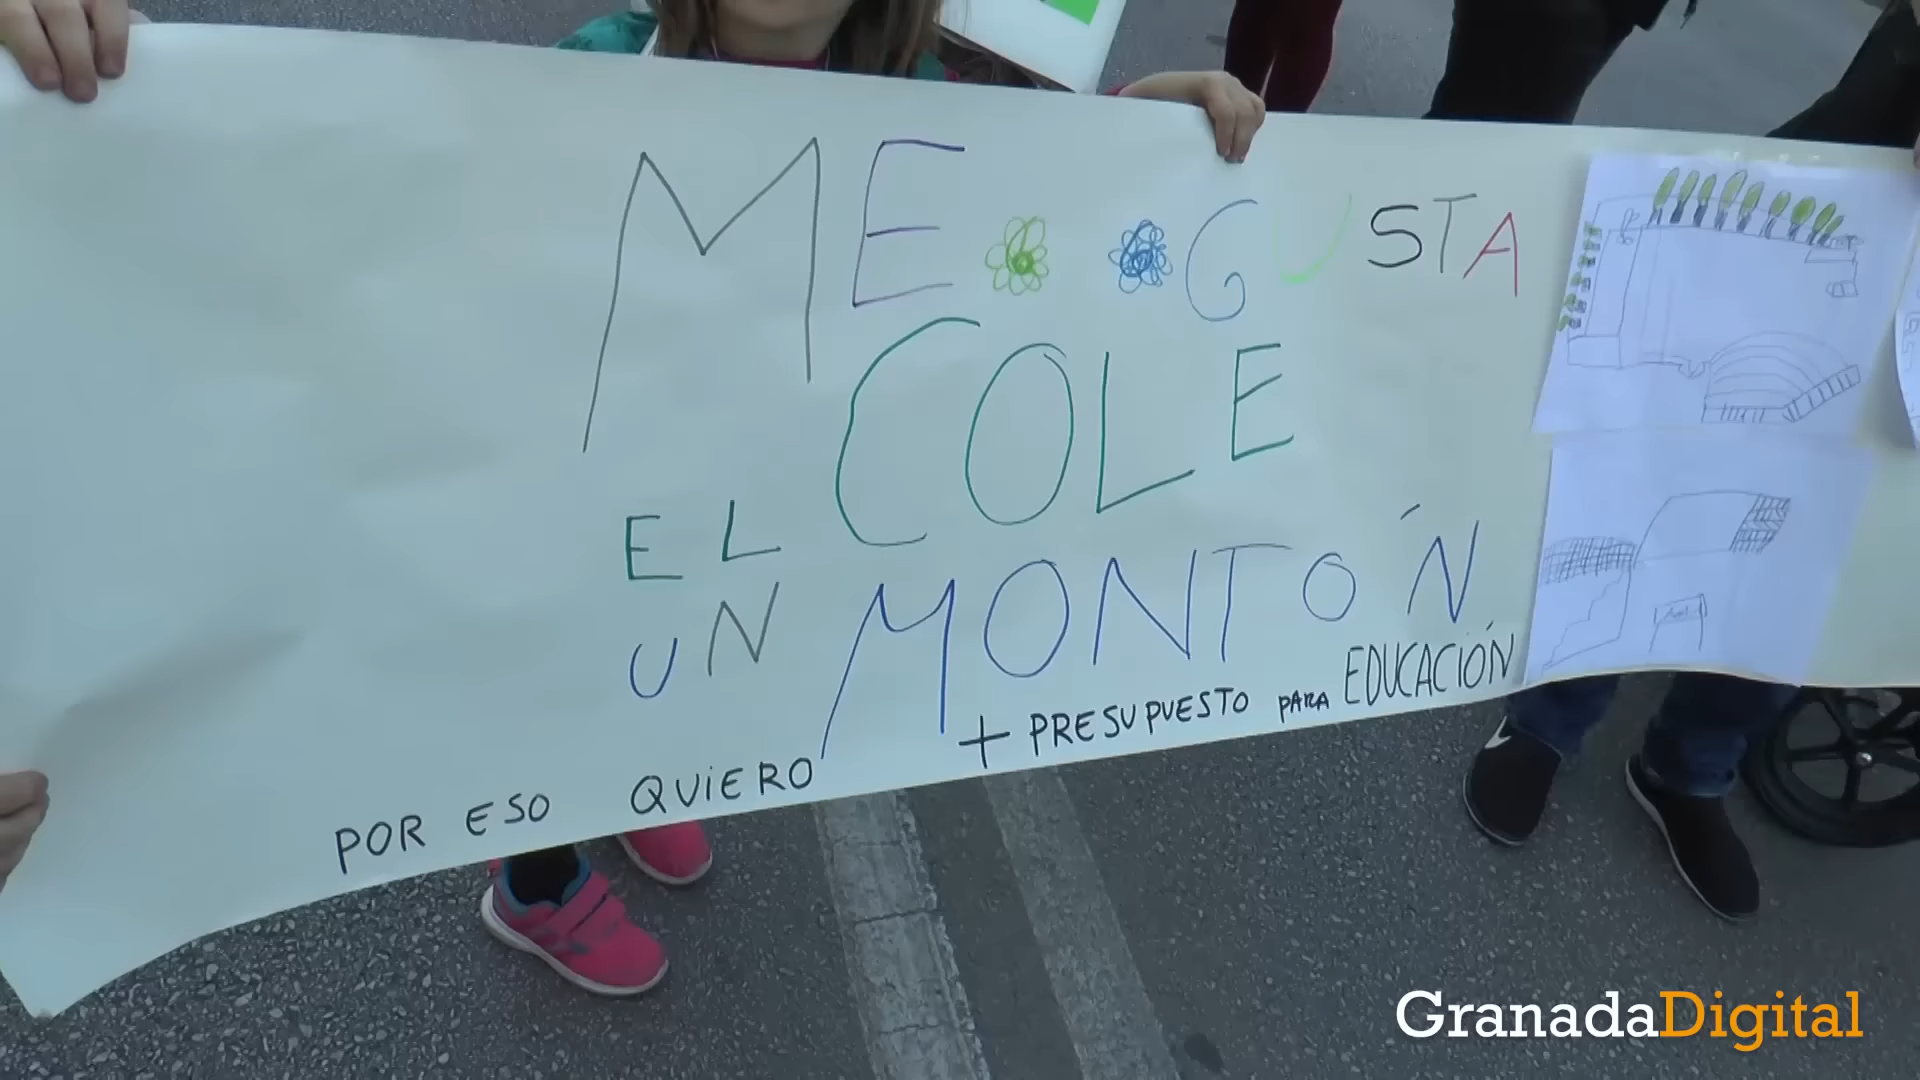 ME GUSTA
EL COLE
UN MONTÓN
POR ESO QUiERO + PRESUPUESTO PARA EDUCACIÓN
GranadaDigital